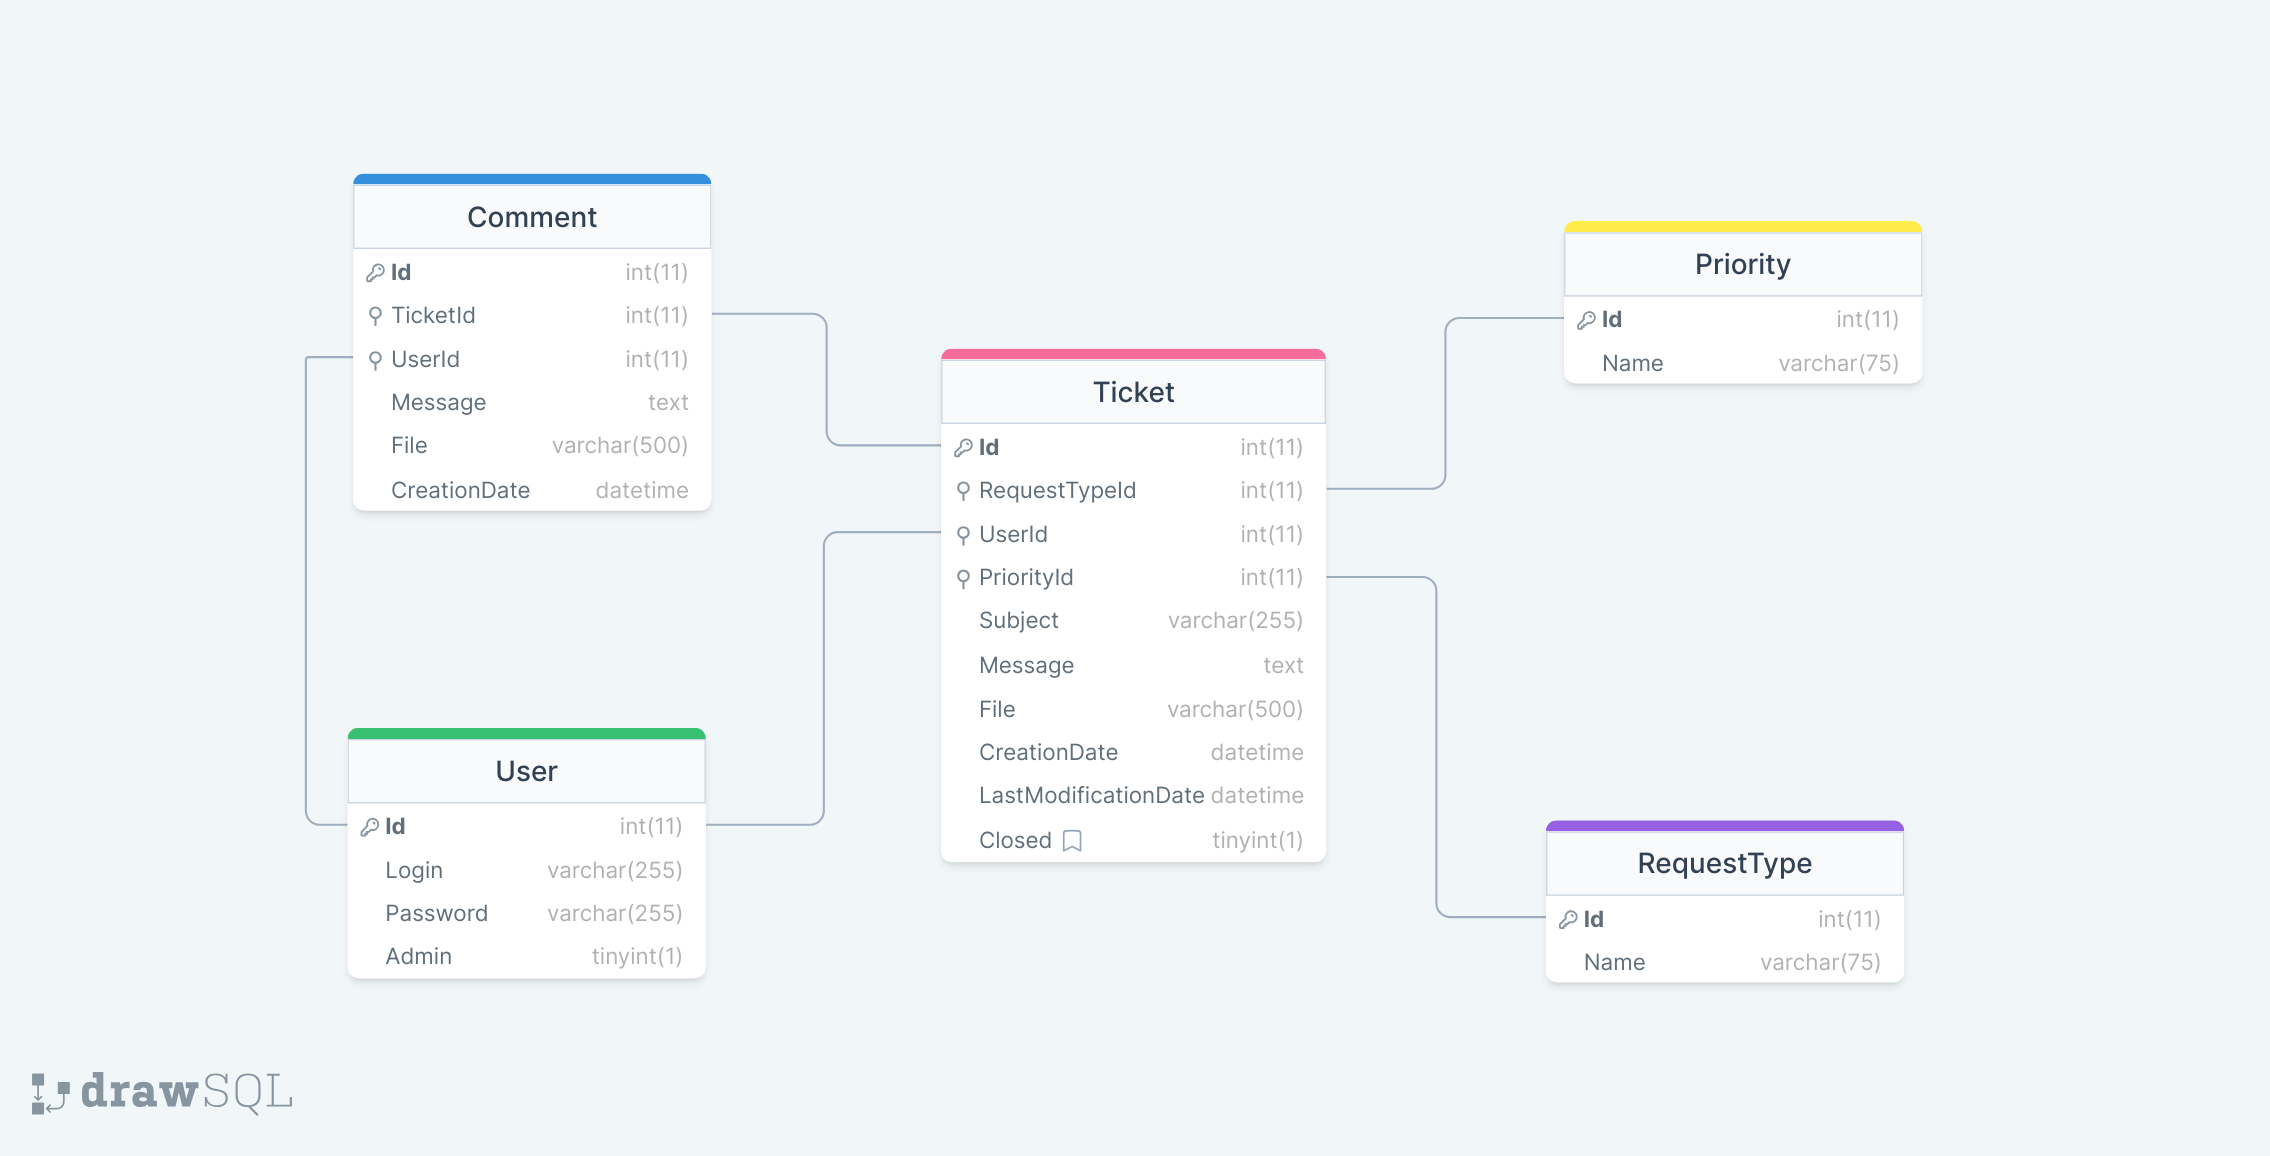 Comment
Id int(11)
TicketId int(11)
UserId int(11)
Message text
File varchar(500)
CreationDate datetime
Priority
Id int(11)
Name varchar(75)
Ticket
Id int(11)
RequestTypeId int(11)
UserId int(11)
PriorityId int(11)
Subject varchar(255)
Message text
File varchar(500)
CreationDate datetime
LastModificationDate datetime
Closed tinyint(1)
User
Id int(11)
Login varchar(255)
Password varchar(255)
Admin tinyint(1)
RequestType
Id int(11)
Name varchar(75)
drawSQL